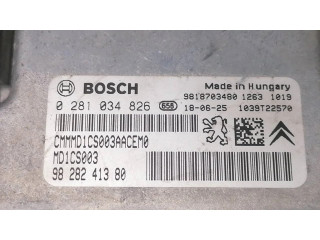 BOSCH
Made in Hungary
9818703480 1263 1019
0 281 034 826 658 18-06-25 1039T22570
CMMMD1CS003AACEM0
MD1CS003
98 282 413 80